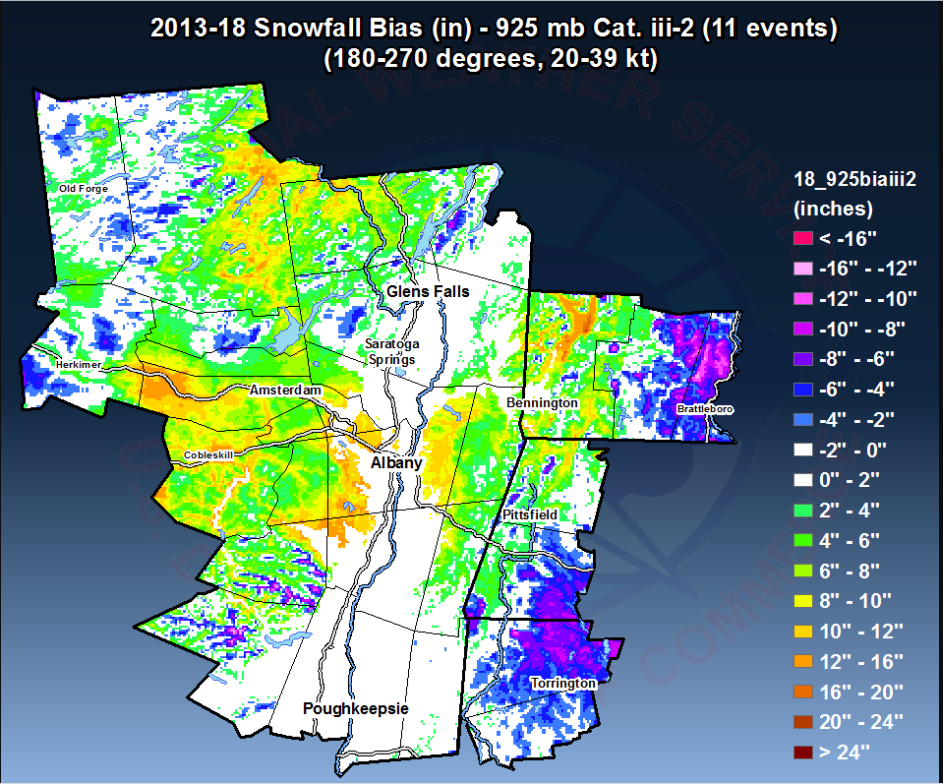 2013-18 Snowfall Bias (in) - 925 mb Cat. iii-2 (11 events)
(180-270 degrees, 20-39 kt)
18_925biaiii2
(inches)
< -16"
-16" - -12"
-12" - -10"
-10" - -8"
-8" - -6"
-6" - -4"
-4" - -2"
-2" - 0"
0" - 2"
2" - 4"
4" - 6"
6" - 8"
8" - 10"
10" - 12"
12" - 16"
16" - 20"
20" - 24"
> 24"
Old Forge
Glens Falls
Saratoga
Springs
Herkimer
Amsterdam
Bennington
Brattleboro
Cobleskill
Albany
Pittsfield
Torrington
Poughkeepsie